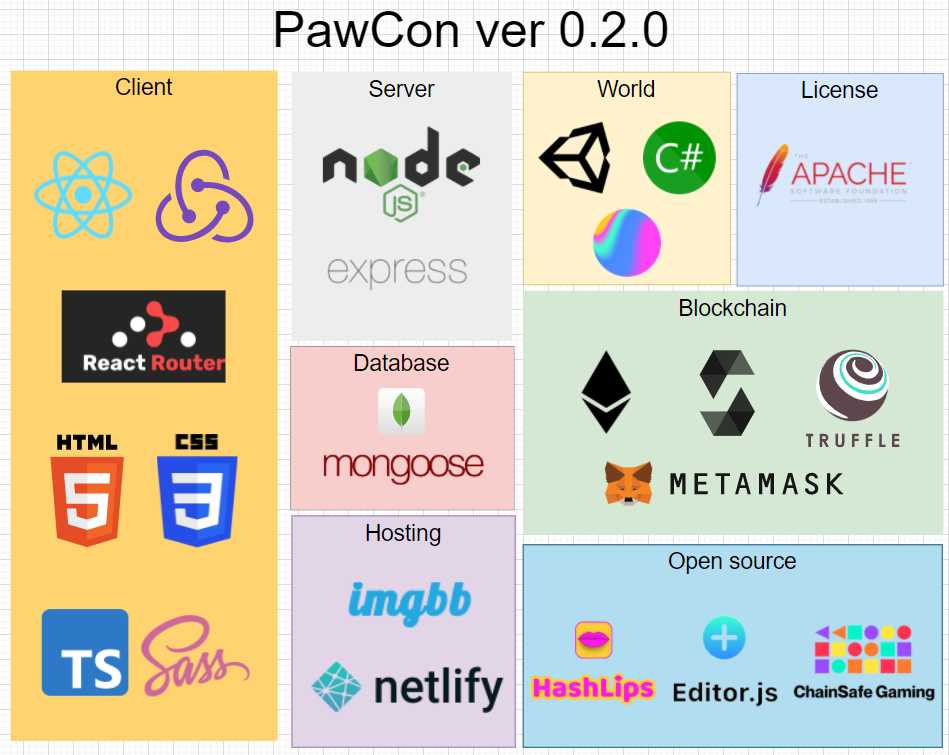 PawCon ver 0.2.0
Client
React Router
HTML
5
CSS
3
TS
Sass
Server
node
JS
express
Database
mongoose
Hosting
imgbb
netlify
World
C#
License
THE
APACHE
SOFTWARE FOUNDATION
ESTABLISHED 1999
Blockchain
TRUFFLE
METAMASK
Open source
HashLips
Editor.js
ChainSafe Gaming